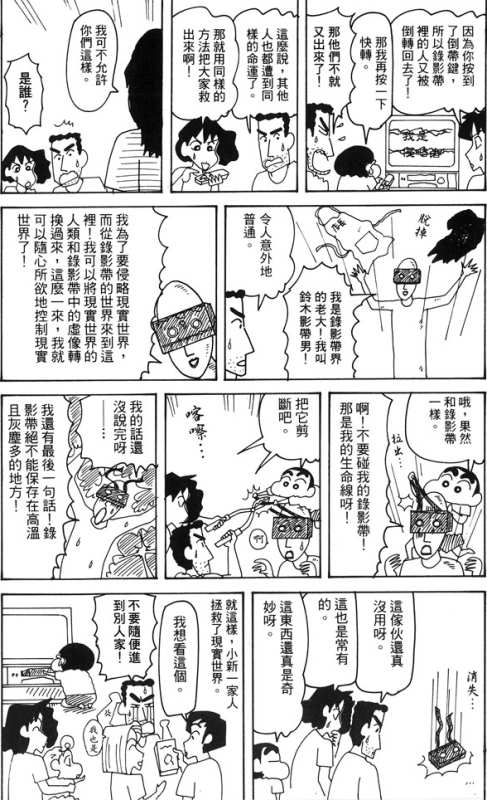 因為你按到
了倒帶鍵，
所以錄影帶
裡的人又被
倒轉回去了！
我是
那我再按一下
快轉。
那他們不就
又出來了！
這麼說，其他
人也都遭到同
樣的命運了。
那就用同樣的
方法把大家救
出來啊！
我可不允許
你們這樣。
是誰？
脫掉
我是錄影帶界
的老大！我叫
鈴木影帶男！
令人意外地
普通。
我為了要侵略現實世界，
而從錄影帶的世界來到這
裡！我可以將現實世界的
人類和錄影帶中的虛像轉
換過來，這麼一來，我就
可以隨心所欲地控制現實
世界了！
哦，果然
和錄影帶
一樣。
拉出…
啊！不要碰我的錄影帶！
那是我的生命線呀！
把它剪
斷吧。
喀嚓…
啊
我的話還
沒說完呀
……
我還有最後一句話！錄
影帶絕不能保存在高溫
且灰塵多的地方！
消失…
…
這傢伙還真
沒用呀。
這也是常有
的。
這東西還真是奇
妙呀。
就這樣，小新一家人
拯救了現實世界。
我想看這個。
不要隨便進
到別人家！
我也是